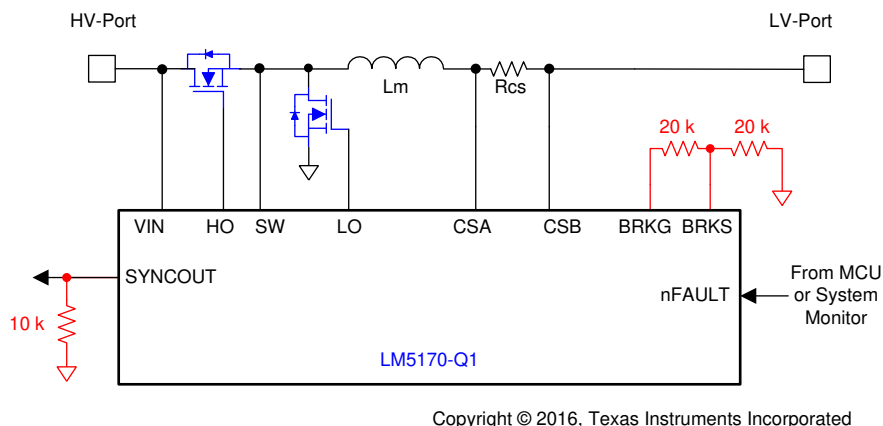 HV-Port
LV-Port
Lm
Rcs
20 k
20 k
VIN
HO
SW
LO
CSA
CSB
BRKG
BRKS
SYNCOUT
nFAULT
From MCU
or System
Monitor
10 k
LM5170-Q1
Copyright © 2016, Texas Instruments Incorporated